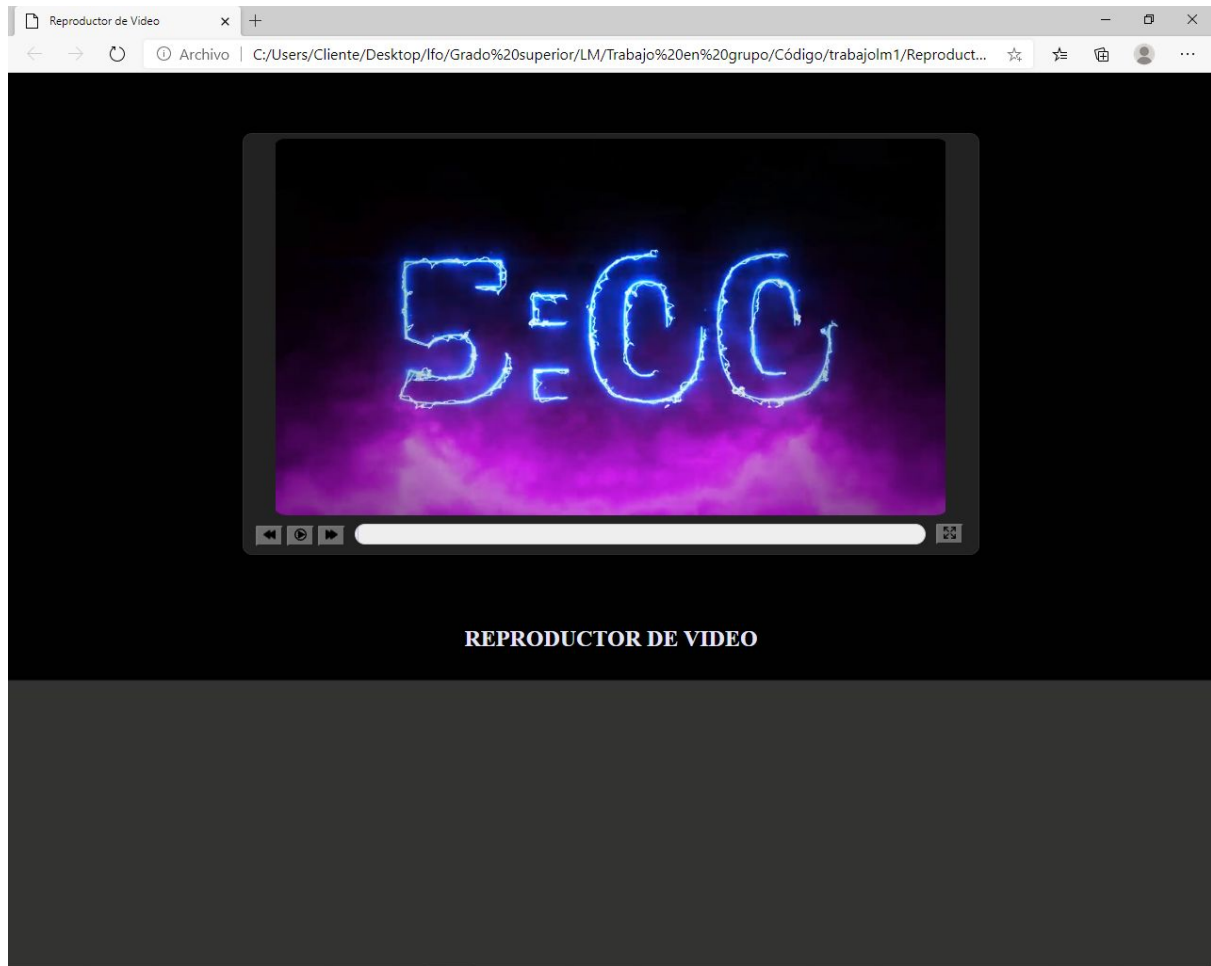 Reproductor de Video
Archivo | C:/Users/Cliente/Desktop/lfo/Grado%20superior/LM/Trabajo%20en%20grupo/Código/trabajolm1/Reproduct...
5:00
REPRODUCTOR DE VIDEO